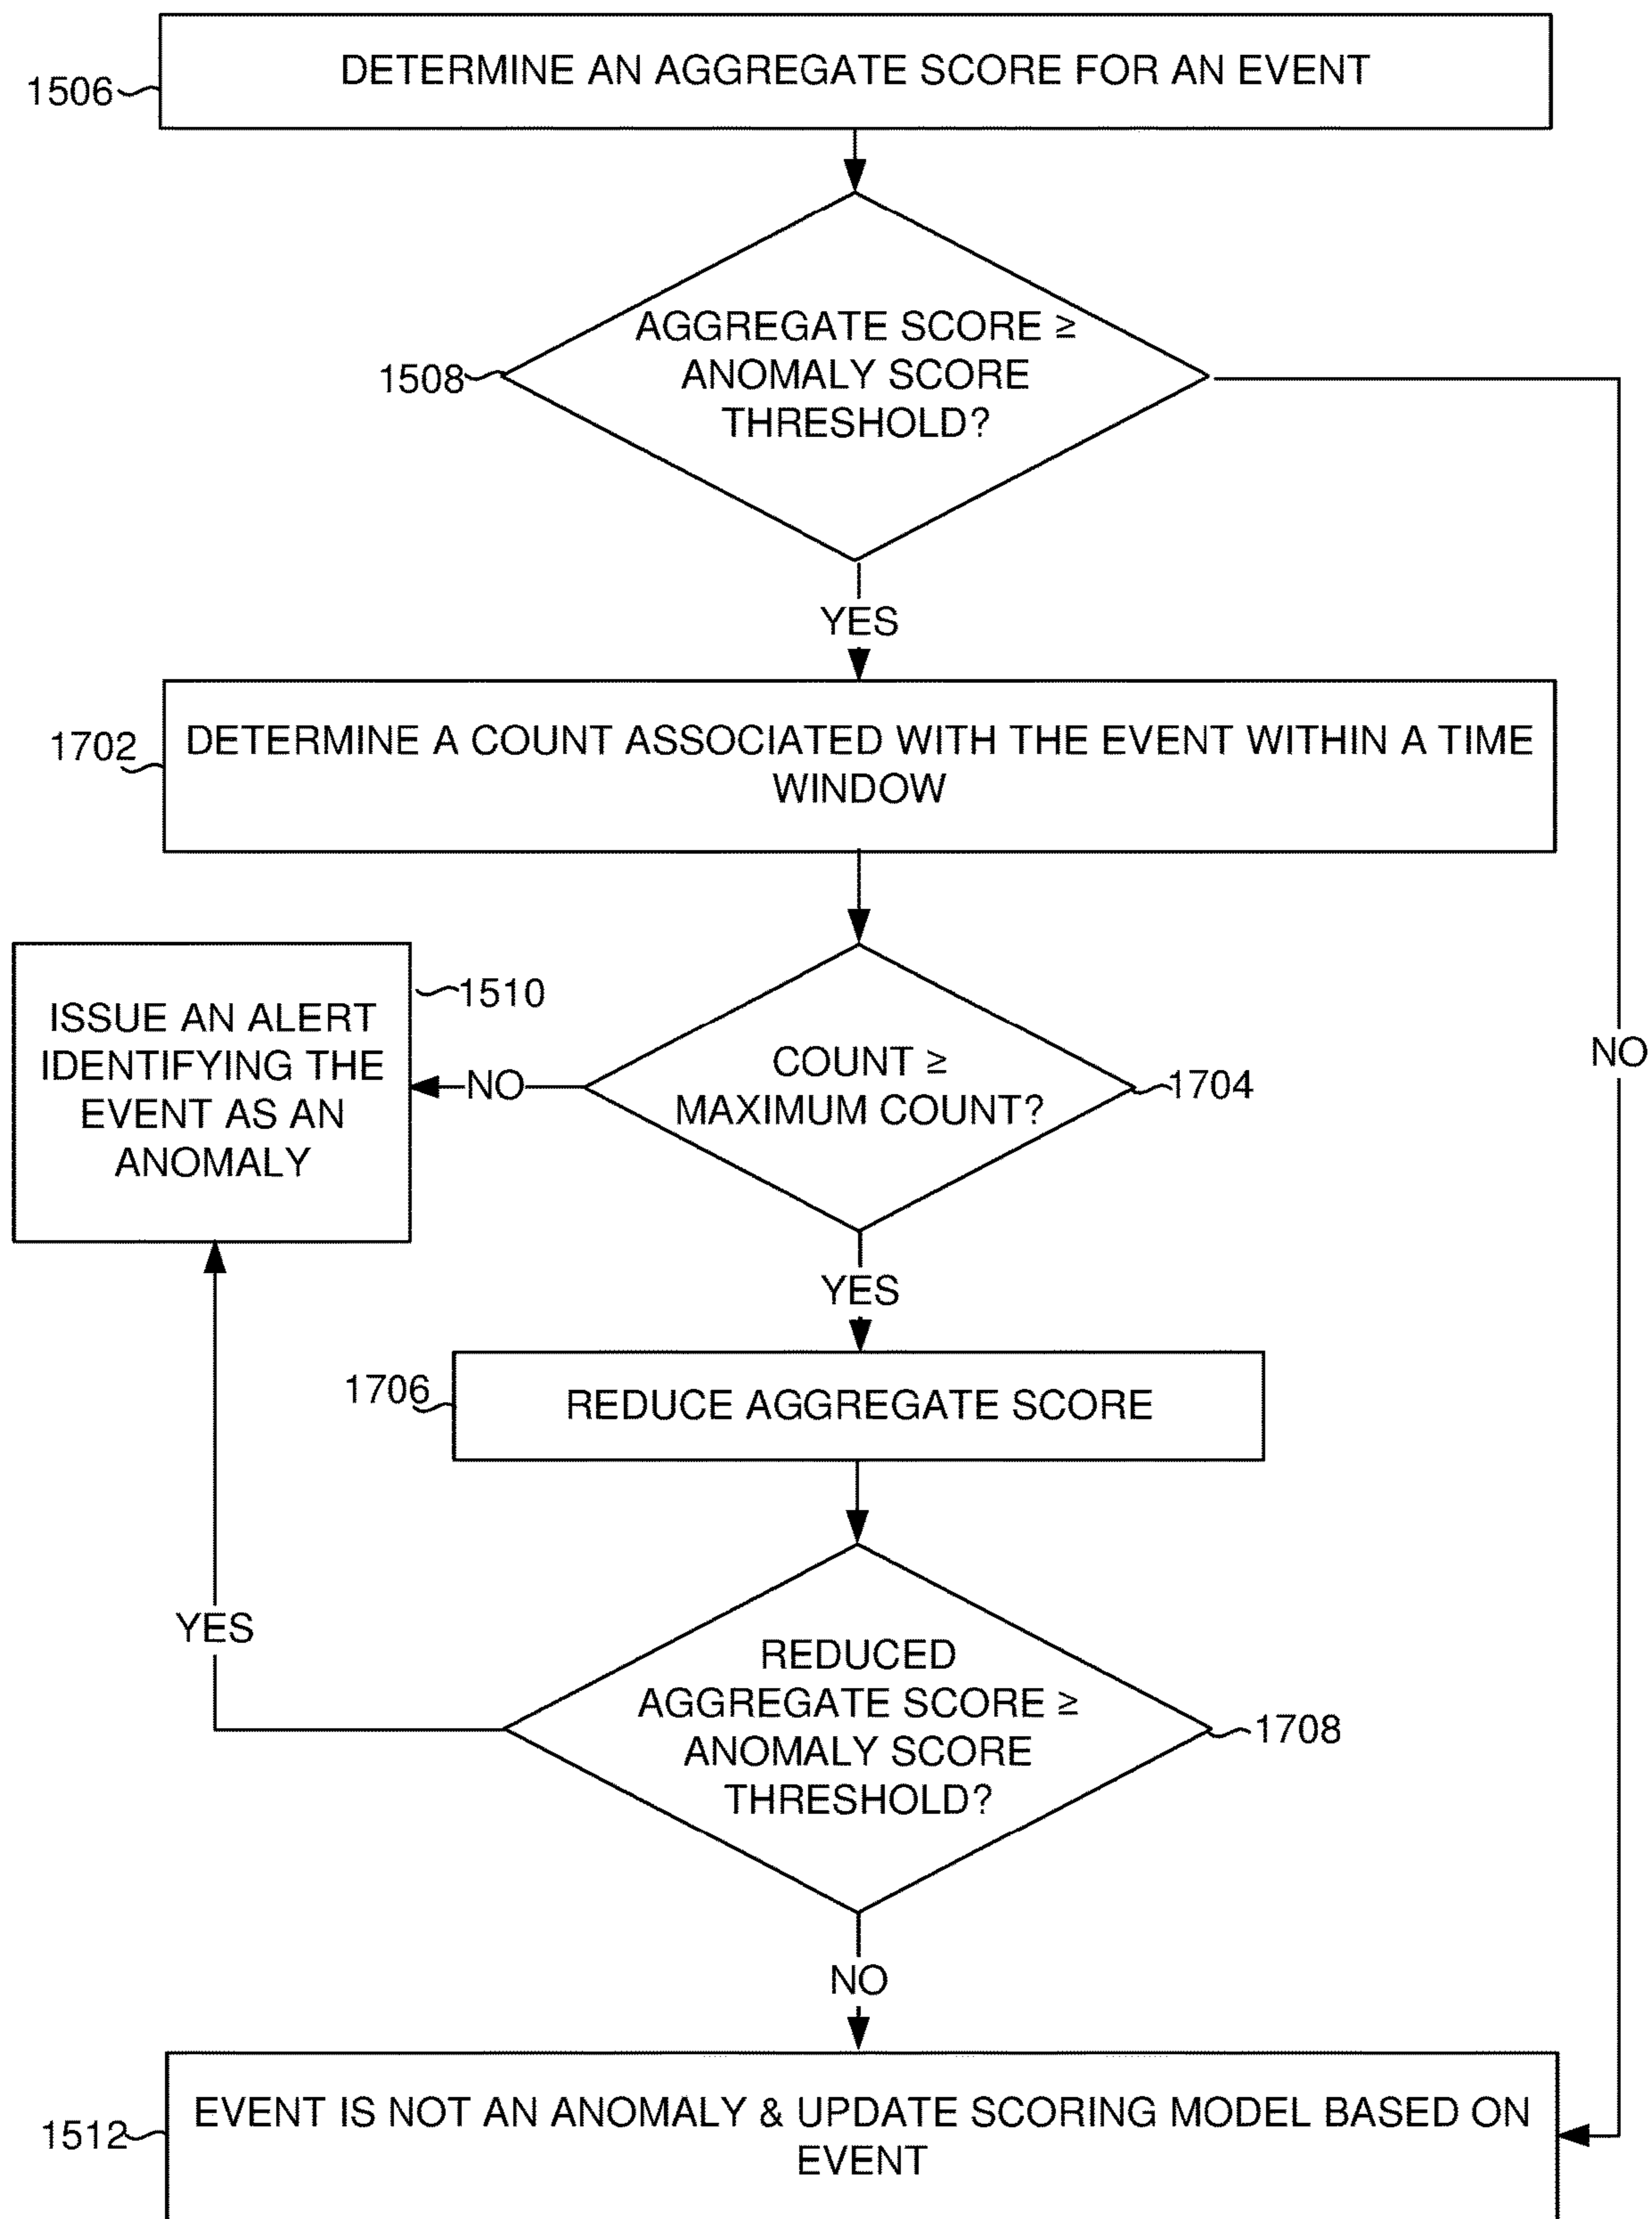 DETERMINE AN AGGREGATE SCORE FOR AN EVENT
1506
AGGREGATE SCORE ≥
ANOMALY SCORE
THRESHOLD?
1508
YES
1702
DETERMINE A COUNT ASSOCIATED WITH THE EVENT WITHIN A TIME
WINDOW
1510
ISSUE AN ALERT
IDENTIFYING THE
EVENT AS AN
ANOMALY
NO
COUNT ≥
MAXIMUM COUNT?
1704
NO
YES
1706
REDUCE AGGREGATE SCORE
YES
REDUCED
AGGREGATE SCORE ≥
ANOMALY SCORE
THRESHOLD?
1708
NO
1512
EVENT IS NOT AN ANOMALY & UPDATE SCORING MODEL BASED ON
EVENT